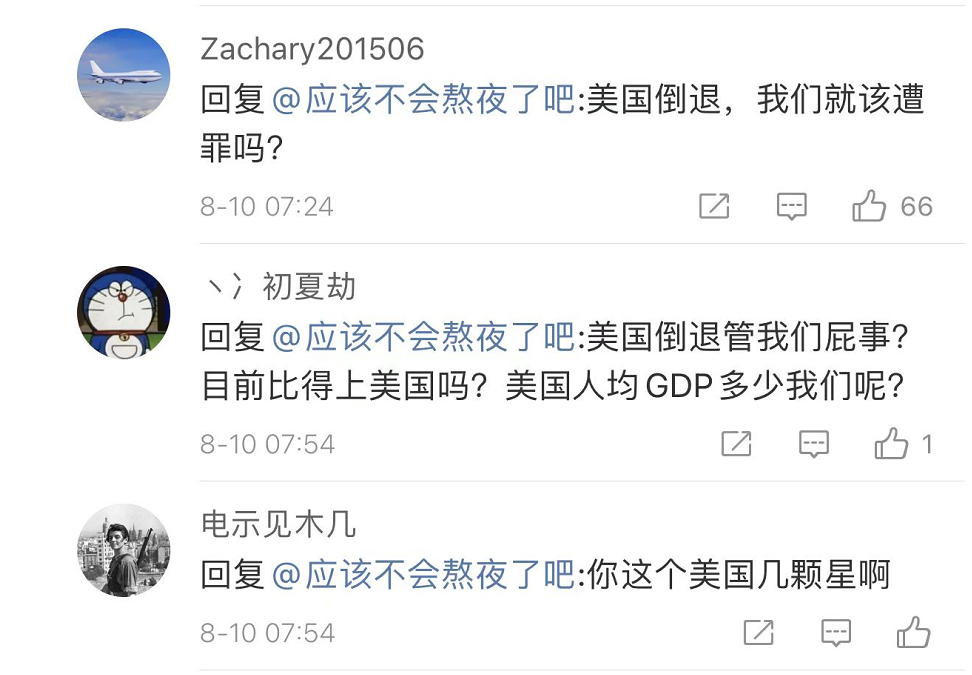 Zachary201506
回复@应该不会熬夜了吧:美国倒退，我们就该遭
罪吗?
8-10 07:24
66
丶冫初夏劫
回复@应该不会熬夜了吧:美国倒退管我们屁事?
目前比得上美国吗? 美国人均GDP多少我们呢?
8-10 07:54
1
电示见木几
回复@应该不会熬夜了吧:你这个美国几颗星啊
8-10 07:54